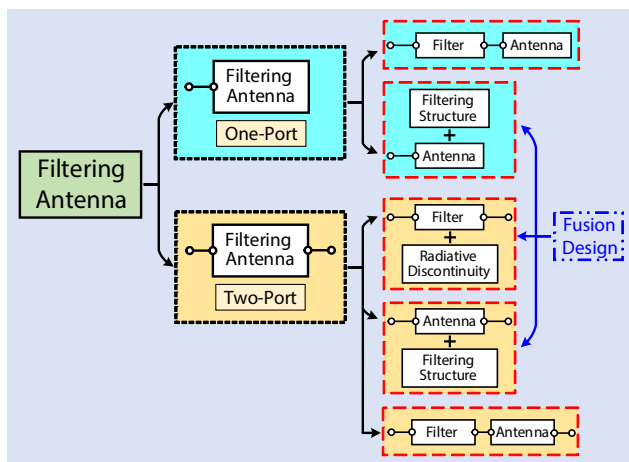 Filtering
Antenna
Filtering
Antenna
One-Port
Filtering
Antenna
Two-Port
Filter
Antenna
Filtering
Structure
+
Antenna
Filter
+
Radiative
Discontinuity
Antenna
+
Filtering
Structure
Filter
Antenna
Fusion
Design